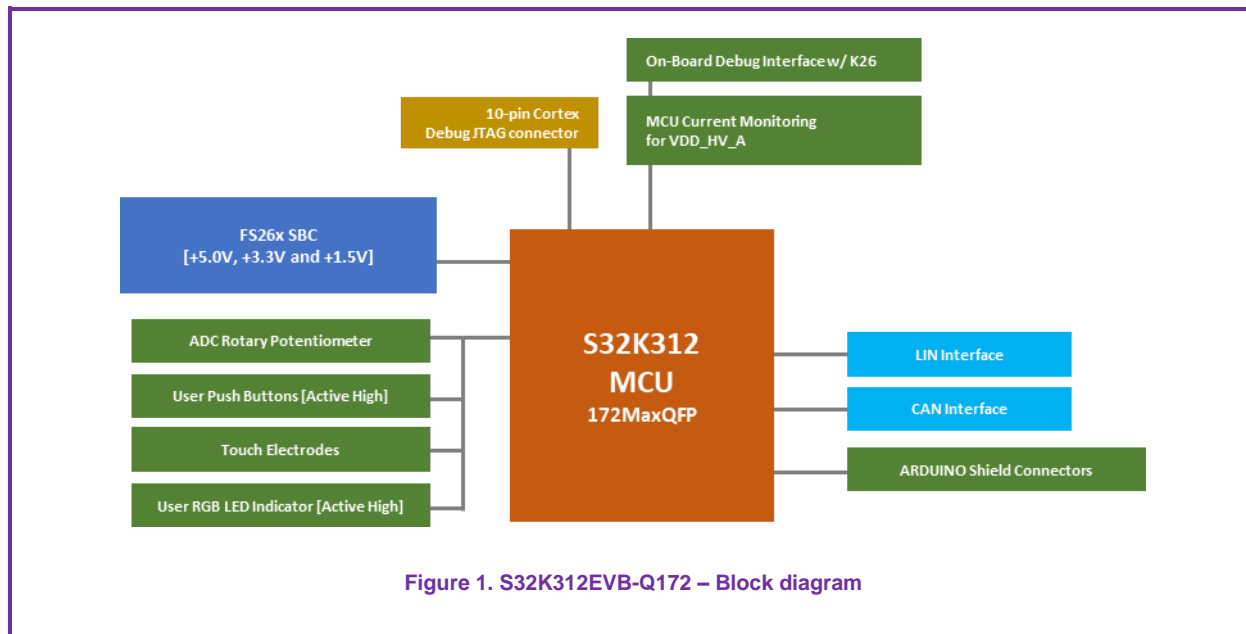 On-Board Debug Interface w/ K26
10-pin Cortex
Debug JTAG connector
MCU Current Monitoring
for VDD_HV_A
FS26x SBC
[+5.0V, +3.3V and +1.5V]
S32K312
MCU
172MaxQFP
ADC Rotary Potentiometer
User Push Buttons [Active High]
Touch Electrodes
User RGB LED Indicator [Active High]
LIN Interface
CAN Interface
ARDUINO Shield Connectors
Figure 1. S32K312EVB-Q172 – Block diagram